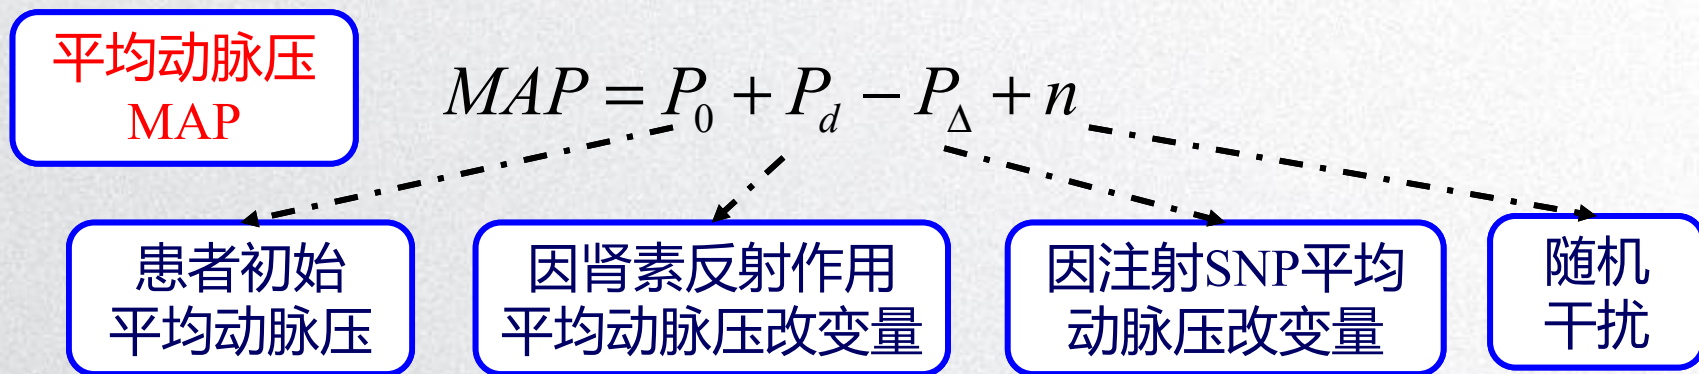 平均动脉压
MAP
MAP = P₀ + P_d − P_Δ + n
患者初始
平均动脉压
因肾素反射作用
平均动脉压改变量
因注射SNP平均
动脉压改变量
随机
干扰